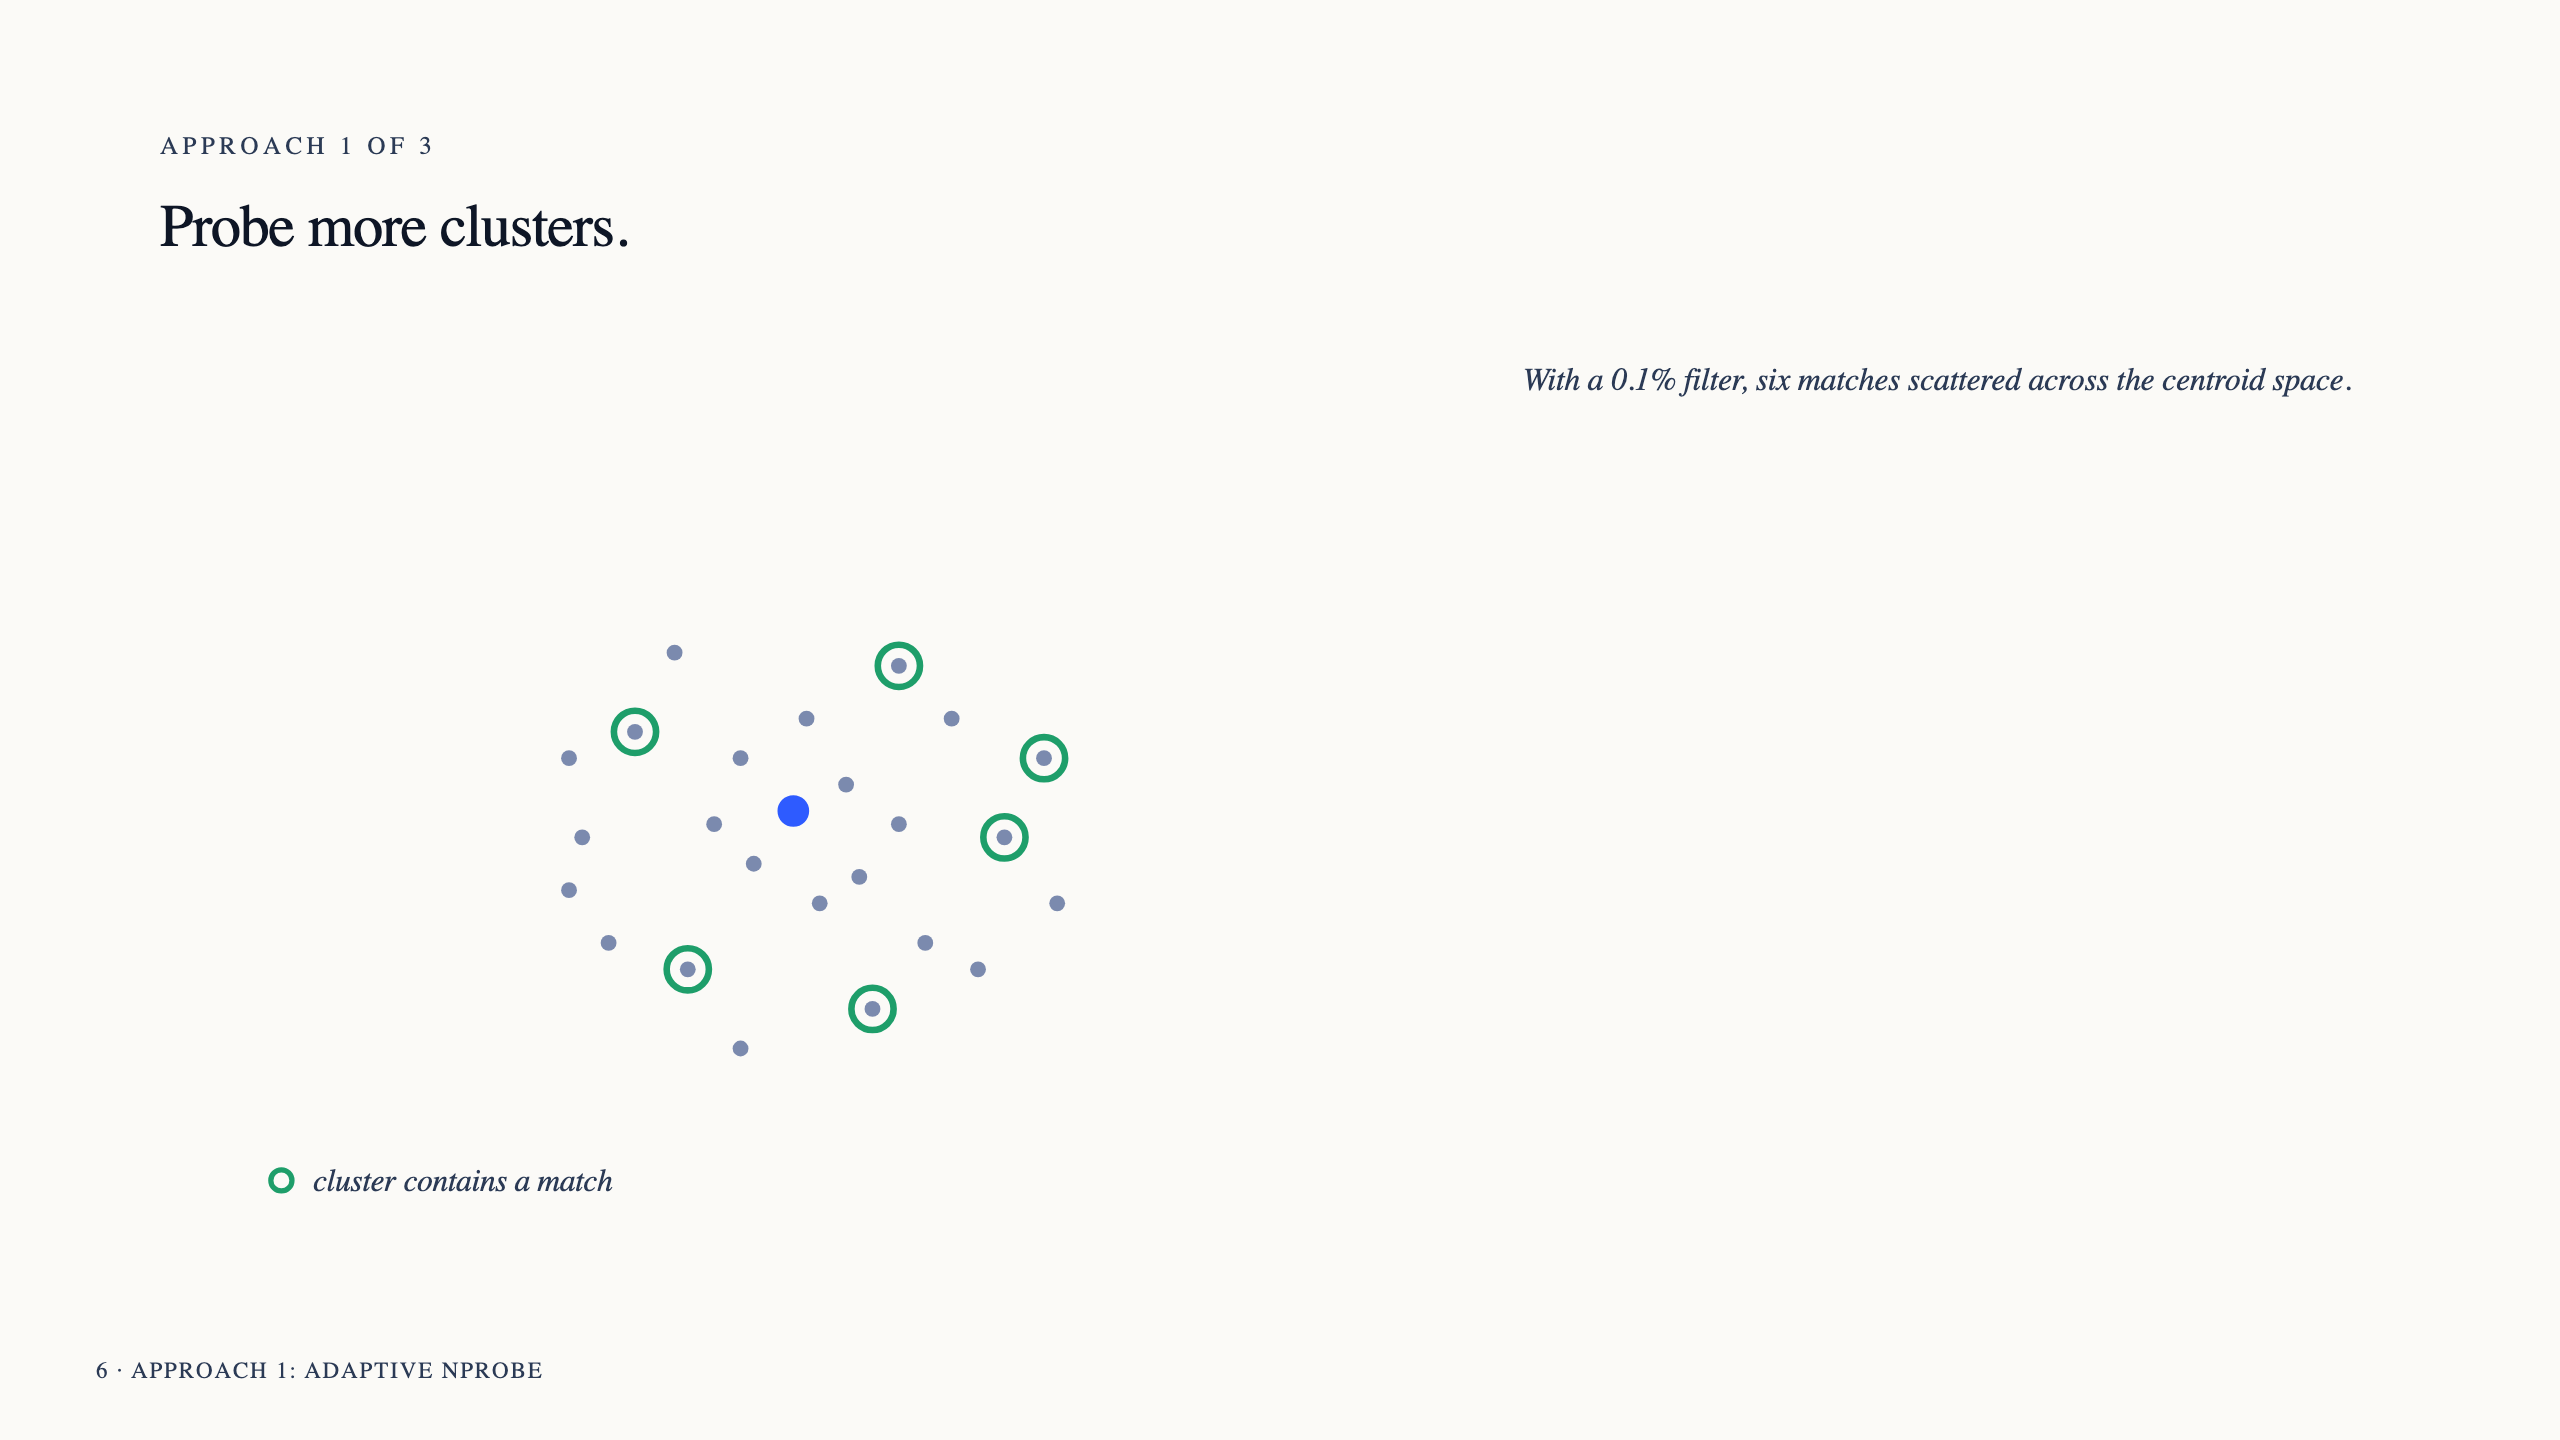 APPROACH 1 OF 3
Probe more clusters.
With a 0.1% filter, six matches scattered across the centroid space.
cluster contains a match
6 · APPROACH 1: ADAPTIVE NPROBE